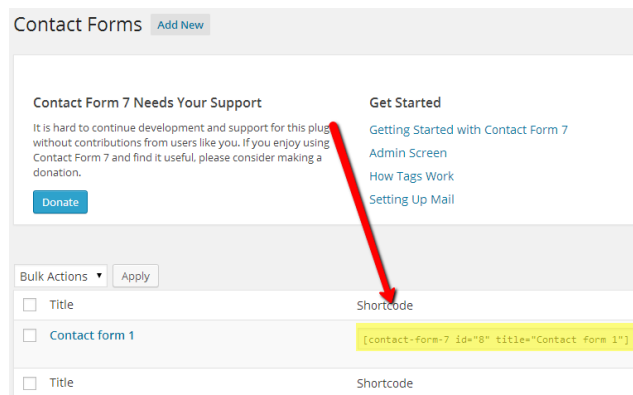 Contact Forms Add New
Contact Form 7 Needs Your Support
It is hard to continue development and support for this plug
without contributions from users like you. If you enjoy using
Contact Form 7 and find it useful, please consider making a
donation.
Donate
Get Started
Getting Started with Contact Form 7
Admin Screen
How Tags Work
Setting Up Mail
Bulk Actions Apply
Title Shortcode
Contact form 1 [contact-form-7 id="8" title="Contact form 1"]
Title Shortcode